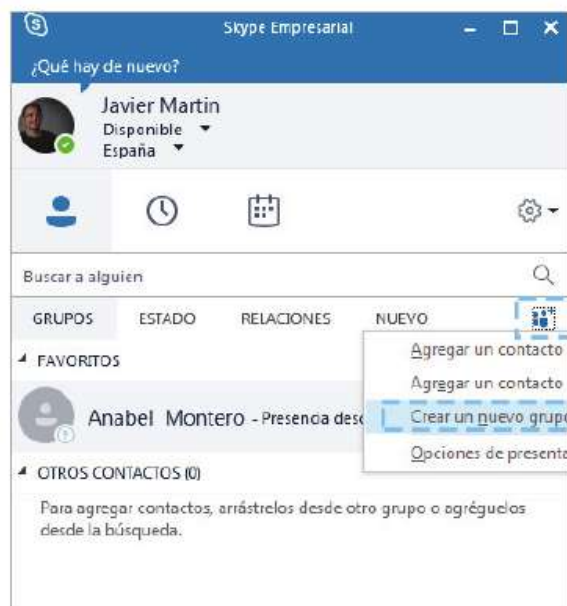 Skype Empresarial
¿Qué hay de nuevo?
Javier Martin
Disponible
España
Buscar a alguien
GRUPOS ESTADO RELACIONES NUEVO
Agregar un contacto
FAVORITOS
Agregar un contacto
Anabel Montero - Presencia desc
Crear un nuevo grupo
OTROS CONTACTOS (0)
Opciones de presenta
Para agregar contactos, arrástrelos desde otro grupo o agréguelos
desde la búsqueda.